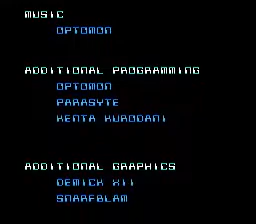 MUSIC
OPTOMON
ADDITIONAL PROGRAMMING
OPTOMON
PARASYTE
KENTA KURODANI
ADDITIONAL GRAPHICS
DEMICK XII
SNARFBLAM